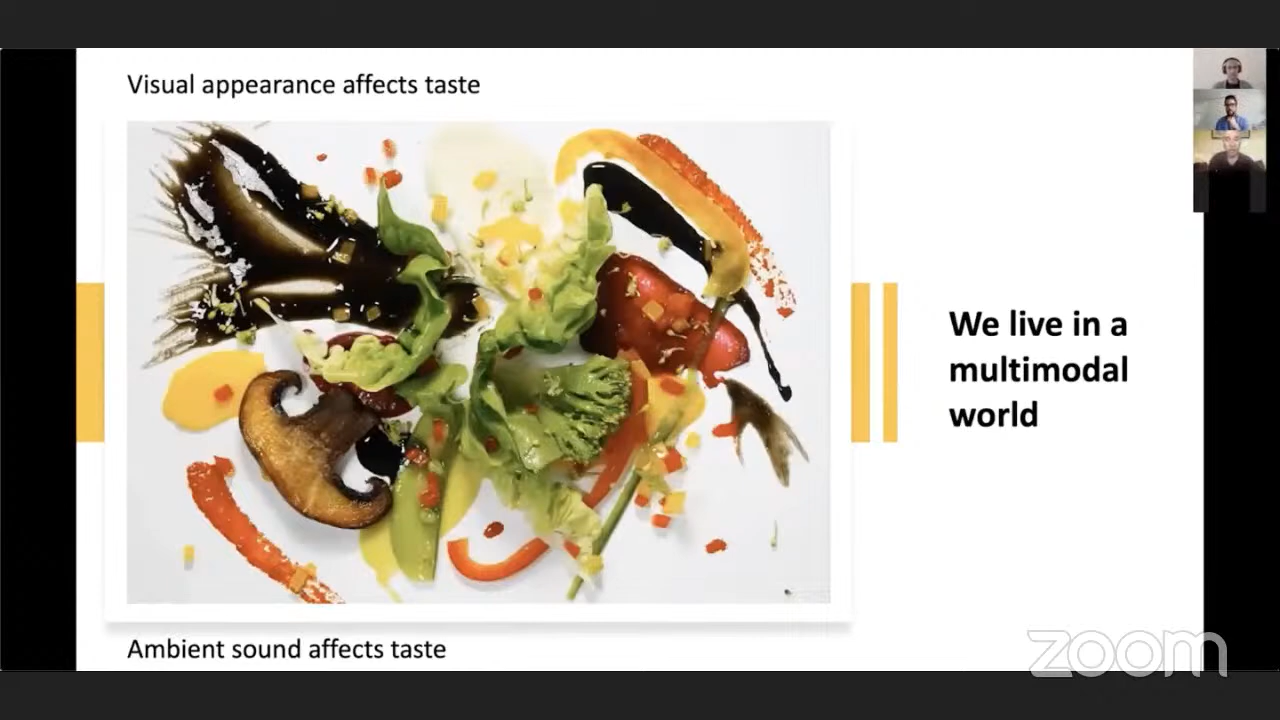 Visual appearance affects taste
We live in a
multimodal
world
Ambient sound affects taste
zoom